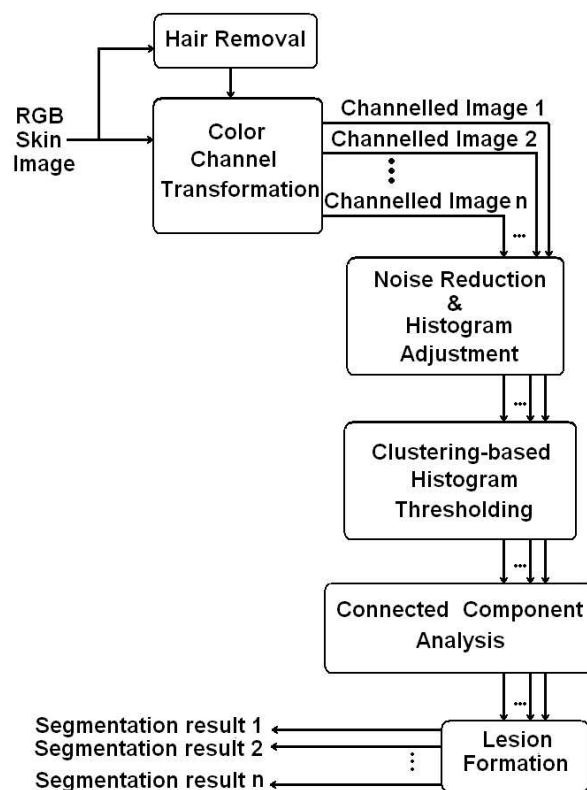 Hair Removal
RGB
Skin
Image
Color
Channel
Transformation
Channelled Image 1
Channelled Image 2
Channelled Image n
...
Noise Reduction
&
Histogram
Adjustment
...
Clustering-based
Histogram
Thresholding
...
Connected Component
Analysis
...
Lesion
Formation
Segmentation result 1
Segmentation result 2
Segmentation result n